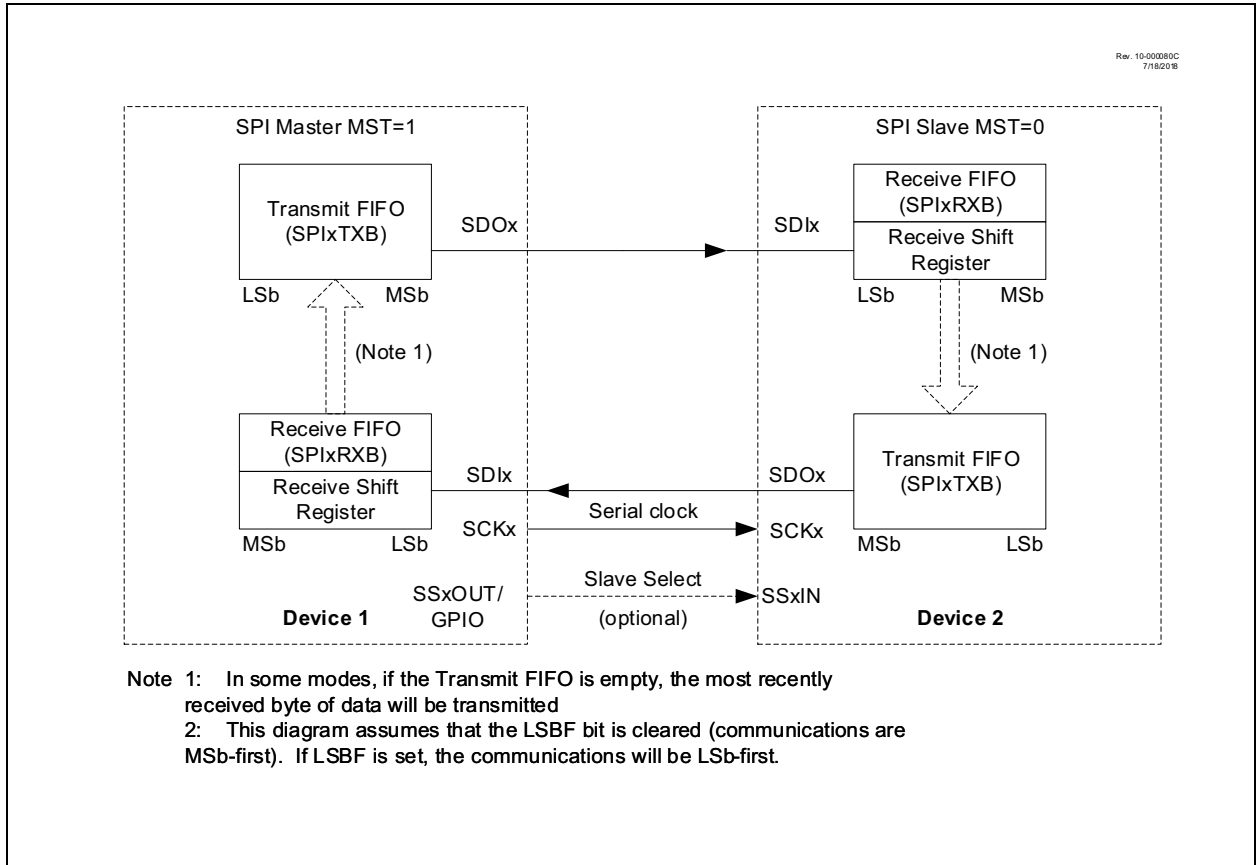 Rev. 10-000080C
7/18/2018
SPI Master MST=1
SPI Slave MST=0
Transmit FIFO
(SPIxTXB)
SDOx
SDIx
Receive FIFO
(SPIxRXB)
Receive Shift
Register
LSb MSb
LSb MSb
(Note 1)
(Note 1)
Receive FIFO
(SPIxRXB)
Receive Shift
Register
SDIx
SDOx
Transmit FIFO
(SPIxTXB)
Serial clock
SCKx
SCKx
MSb LSb
MSb LSb
SSxOUT/
GPIO
Slave Select
(optional)
SSxIN
Device 1
Device 2
Note 1: In some modes, if the Transmit FIFO is empty, the most recently
received byte of data will be transmitted
2: This diagram assumes that the LSBF bit is cleared (communications are
MSb-first). If LSBF is set, the communications will be LSb-first.